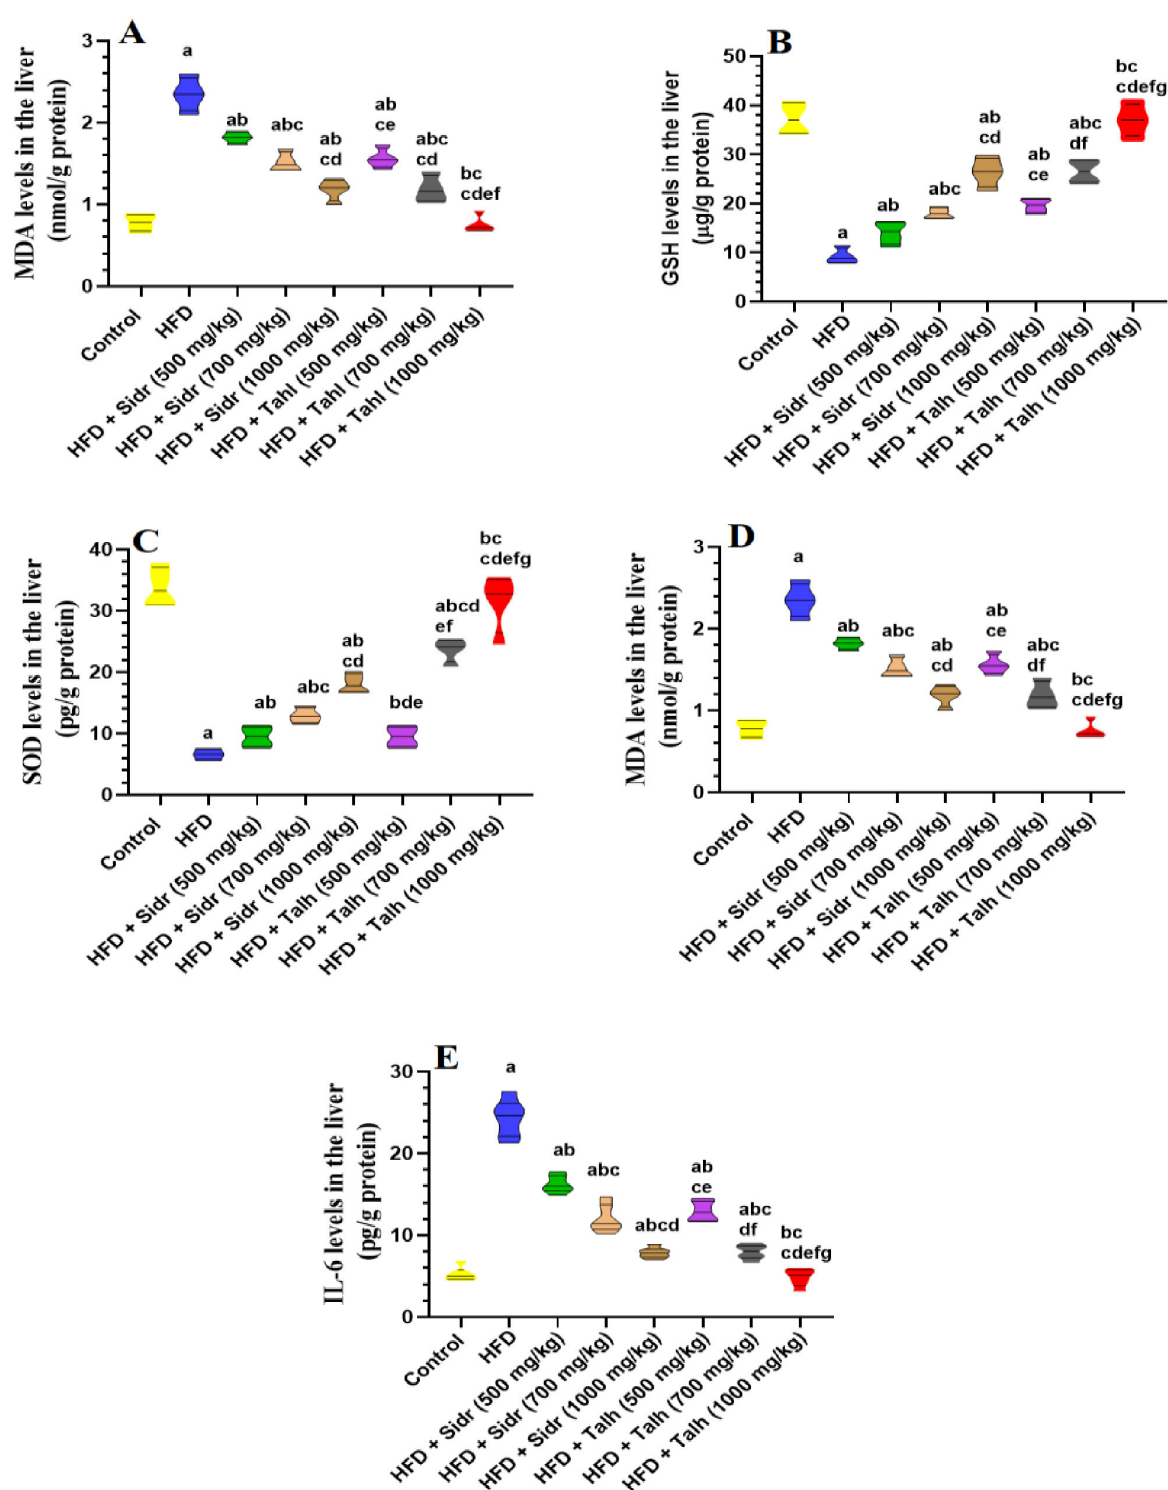 A
MDA levels in the liver
(nmol/g protein)
3
2
1
0
a
ab
abc
ab
cd
ab
ce
abc
cd
bc
cdef
Control
HFD
HFD + Sidr (500 mg/kg)
HFD + Sidr (700 mg/kg)
HFD + Sidr (1000 mg/kg)
HFD + Tahl (500 mg/kg)
HFD + Tahl (700 mg/kg)
HFD + Tahl (1000 mg/kg)
B
GSH levels in the liver
(µg/g protein)
50
40
30
20
10
0
a
ab
abc
ab
cd
ab
ce
abc
df
bc
cdefg
Control
HFD
HFD + Sidr (500 mg/kg)
HFD + Sidr (700 mg/kg)
HFD + Sidr (1000 mg/kg)
HFD + Talh (500 mg/kg)
HFD + Talh (700 mg/kg)
HFD + Talh (1000 mg/kg)
C
SOD levels in the liver
(pg/g protein)
40
30
20
10
0
a
ab
abc
ab
cd
bde
abcd
ef
bc
cdefg
Control
HFD
HFD + Sidr (500 mg/kg)
HFD + Sidr (700 mg/kg)
HFD + Sidr (1000 mg/kg)
HFD + Talh (500 mg/kg)
HFD + Talh (700 mg/kg)
HFD + Talh (1000 mg/kg)
D
MDA levels in the liver
(nmol/g protein)
3
2
1
0
a
ab
abc
ab
cd
ab
ce
abc
df
bc
cdefg
Control
HFD
HFD + Sidr (500 mg/kg)
HFD + Sidr (700 mg/kg)
HFD + Sidr (1000 mg/kg)
HFD + Talh (500 mg/kg)
HFD + Talh (700 mg/kg)
HFD + Talh (1000 mg/kg)
E
IL-6 levels in the liver
(pg/g protein)
30
20
10
0
a
ab
abc
abcd
ab
ce
abc
df
bc
cdefg
Control
HFD
HFD + Sidr (500 mg/kg)
HFD + Sidr (700 mg/kg)
HFD + Sidr (1000 mg/kg)
HFD + Talh (500 mg/kg)
HFD + Talh (700 mg/kg)
HFD + Talh (1000 mg/kg)